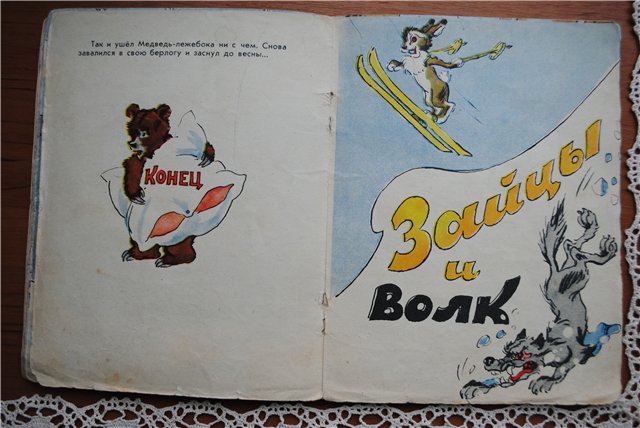 Так и ушёл Медведь-лежебока ни с чем. Снова
завалился в свою берлогу и заснул до весны...
КОНЕЦ
Зайцы
и
ВОЛК